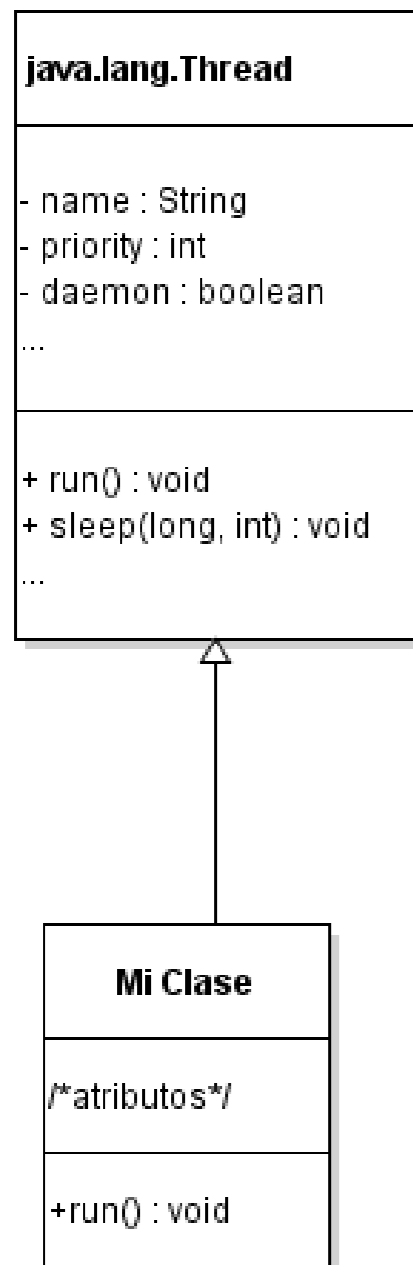 java.lang.Thread
- name : String
- priority : int
- daemon : boolean
...
+ run() : void
+ sleep(long, int) : void
...
Mi Clase
/*atributos*/
+run() : void